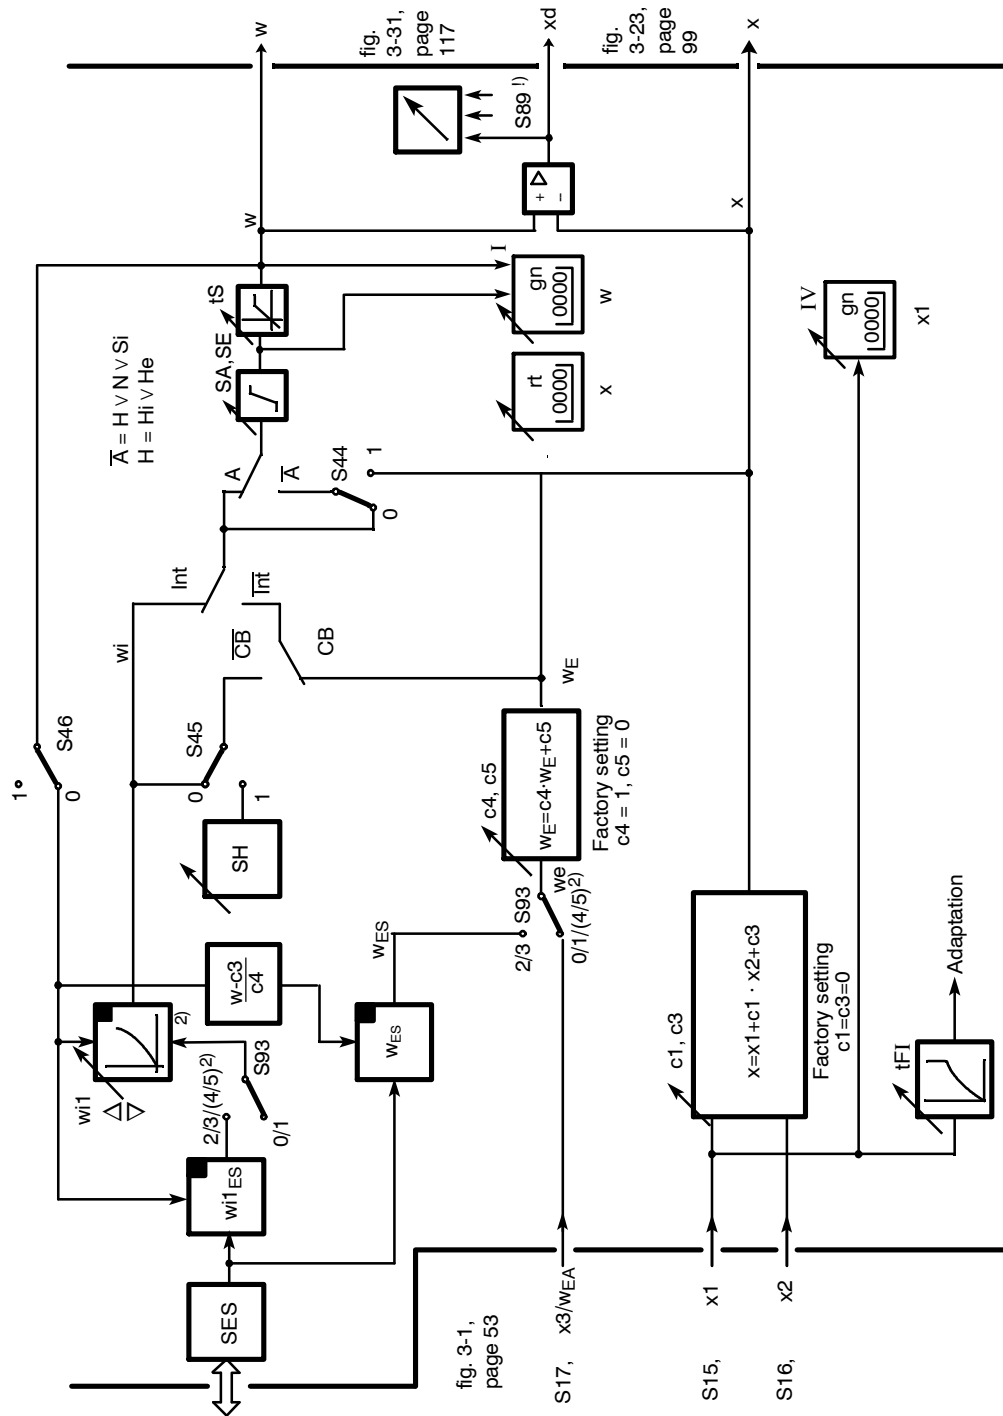 SES
fig. 3-1,
page 53
S17,
x3/wEA
S15,
x1
S16,
x2
wi1ES
wi1
◁▷
2)
2/3/(4/5)2)
S93
0/1
w-c3
c4
wES
wES
SH
1
0
S46
S45
0
1
wi
2/3
S93
0/1/(4/5)2)
we
c4, c5
wE=c4·wE+c5
Factory setting
c4 = 1, c5 = 0
wE
CB
CB
Int
Int
A
A
S44
0
1
A = H ∨ N ∨ Si
H = Hi ∨ He
SA, SE
tS
w
w
fig.
3-31,
page
117
S89 !)
xd
+
−
fig.
3-23,
page
99
x
x
I
gn
0000
w
rt
0000
x
IV
gn
0000
x1
c1, c3
x=x1+c1 · x2+c3
Factory setting
c1=c3=0
tFI
Adaptation